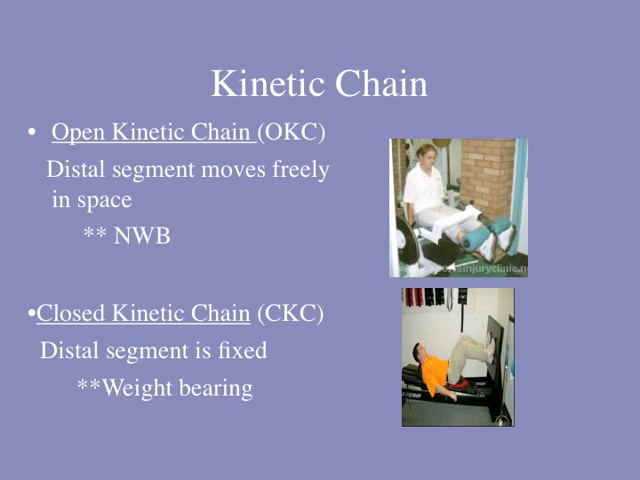 Kinetic Chain
• Open Kinetic Chain (OKC)
Distal segment moves freely
in space
** NWB
•Closed Kinetic Chain (CKC)
Distal segment is fixed
**Weight bearing